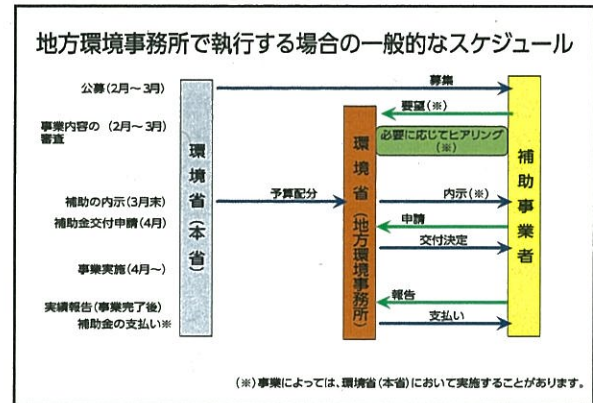 地方環境事務所で執行する場合の一般的なスケジュール
公募(2月～3月)
募集
要望(※)
事業内容の (2月～3月)
審査
必要に応じてヒアリング
(※)
環境省(本省)
環境省(地方環境事務所)
補助事業者
補助の内示(3月末)
予算配分
内示(※)
補助金交付申請(4月)
申請
交付決定
事業実施(4月～)
実績報告(事業完了後)
報告
補助金の支払い※
支払い
(※)事業によっては、環境省(本省)において実施することがあります。